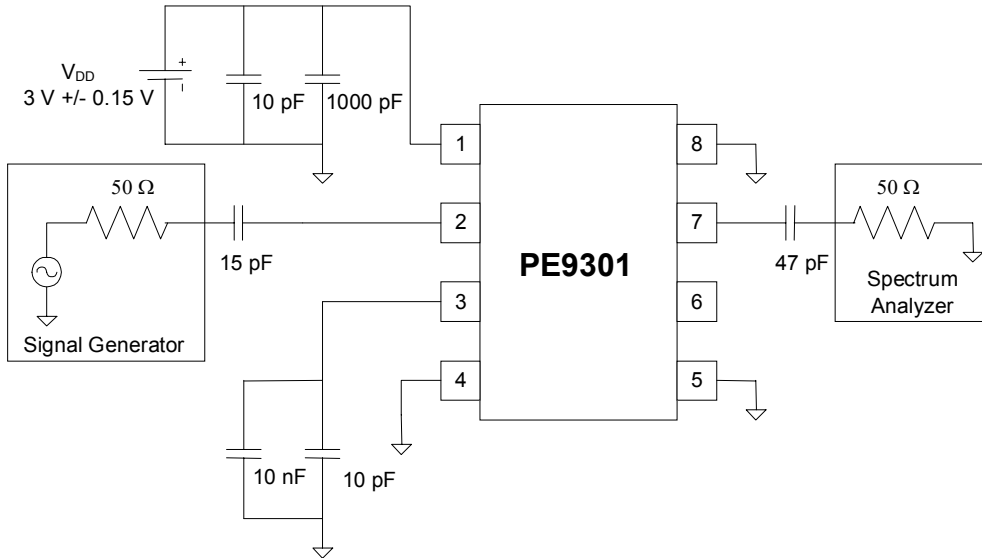 VDD
3 V +/- 0.15 V
+
–
10 pF
1000 pF
1
8
50 Ω
15 pF
2
Signal Generator
PE9301
7
47 pF
50 Ω
Spectrum
Analyzer
3
6
4
5
10 nF
10 pF